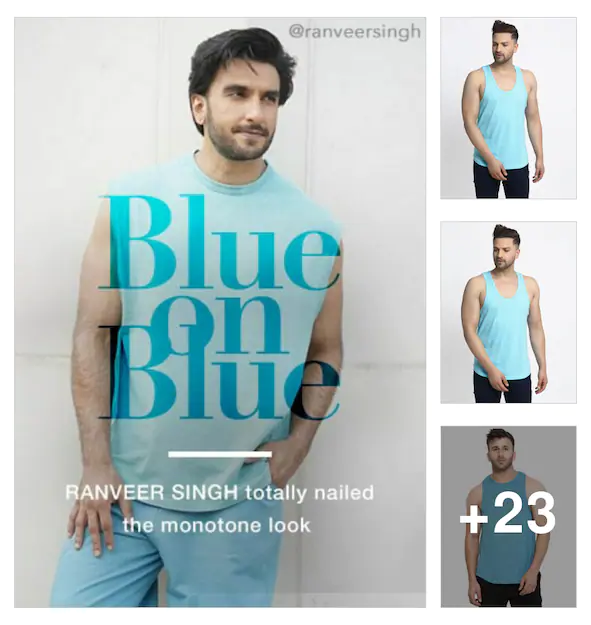 @ranveersingh
Blue
on
Blue
RANVEER SINGH totally nailed
the monotone look
+23